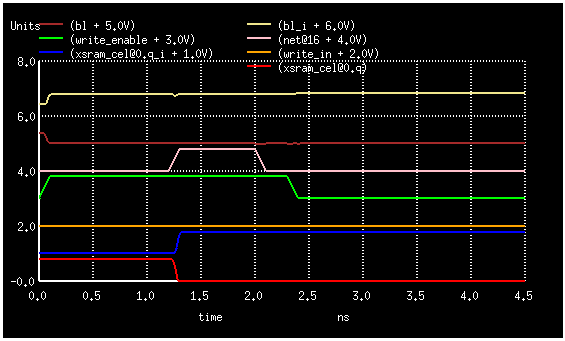 Units (bl + 5.0V) (bl_i + 6.0V)
(write_enable + 3.0V) (net@16 + 4.0V)
(xsram_cel@0.q_i + 1.0V) (write_in + 2.0V)
(xsram_cel@0.q)
8.0
6.0
4.0
2.0
-0.0
0.0 0.5 1.0 1.5 2.0 2.5 3.0 3.5 4.0 4.5
time ns